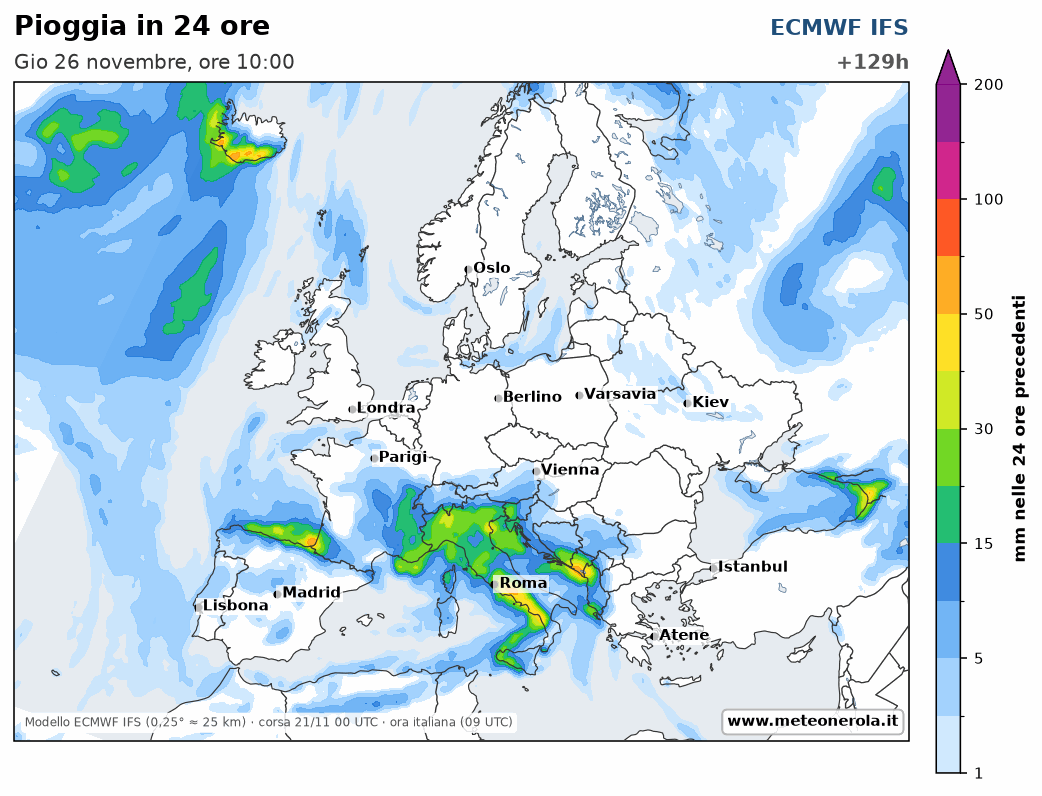 Pioggia in 24 ore
ECMWF IFS
Gio 26 novembre, ore 10:00
+129h
200
100
50
30
15
5
1
mm nelle 24 ore precedenti
Oslo
Berlino
Varsavia
Kiev
Londra
Parigi
Vienna
Istanbul
Roma
Madrid
Lisbona
Atene
Modello ECMWF IFS (0,25° ≈ 25 km) · corsa 21/11 00 UTC · ora italiana (09 UTC)
www.meteonerola.it